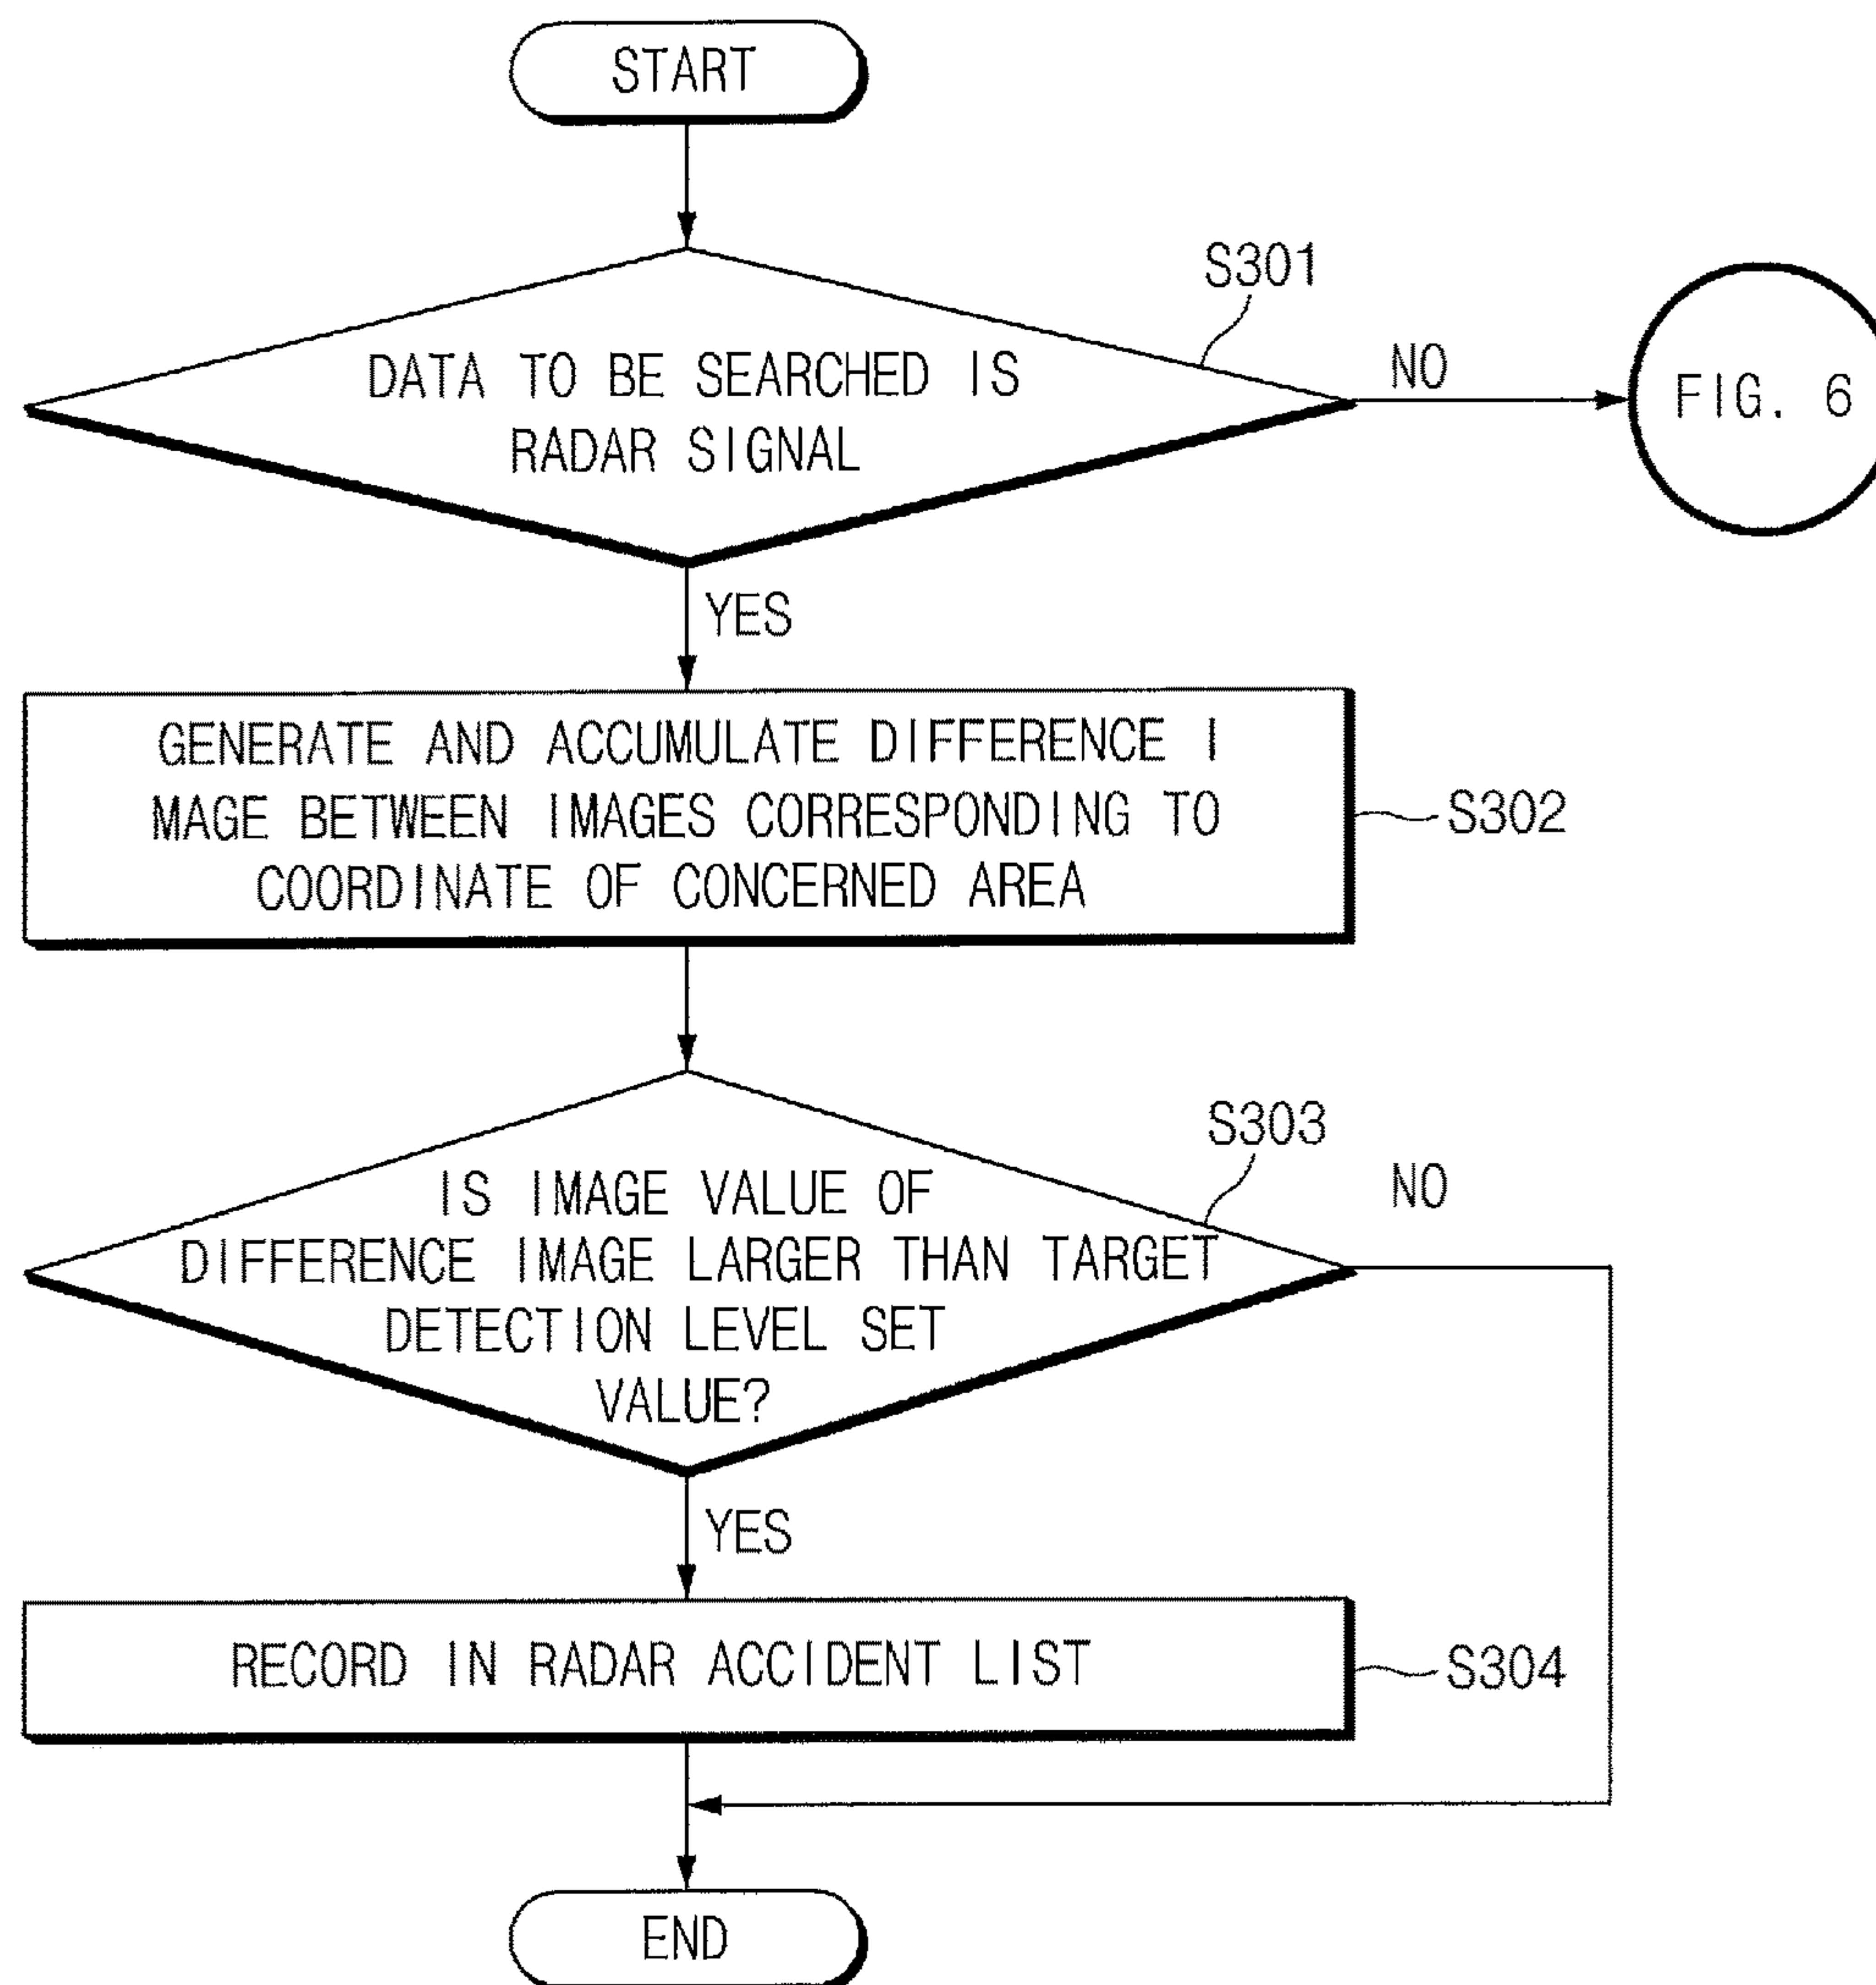 START
S301
DATA TO BE SEARCHED IS
RADAR SIGNAL
NO
FIG. 6
YES
GENERATE AND ACCUMULATE DIFFERENCE I
MAGE BETWEEN IMAGES CORRESPONDING TO
COORDINATE OF CONCERNED AREA
S302
S303
IS IMAGE VALUE OF
DIFFERENCE IMAGE LARGER THAN TARGET
DETECTION LEVEL SET
VALUE?
NO
YES
RECORD IN RADAR ACCIDENT LIST
S304
END